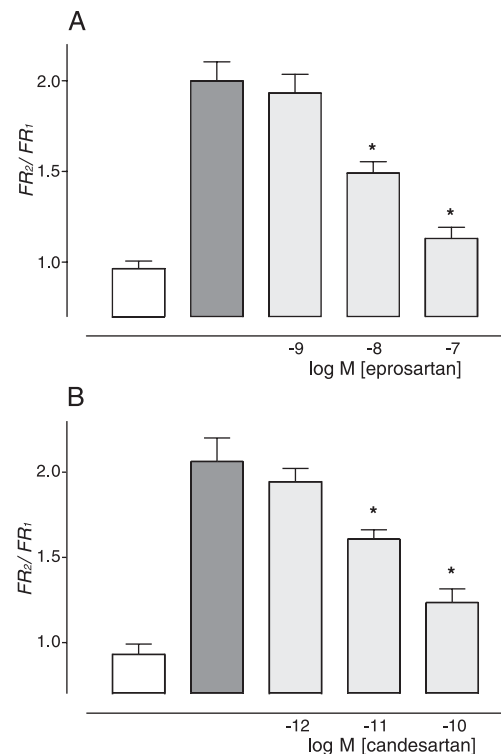 A
FR2/ FR1
2.0
1.5
1.0
*
*
-9 -8 -7
log M [eprosartan]
B
FR2/ FR1
2.0
1.5
1.0
*
*
-12 -11 -10
log M [candesartan]